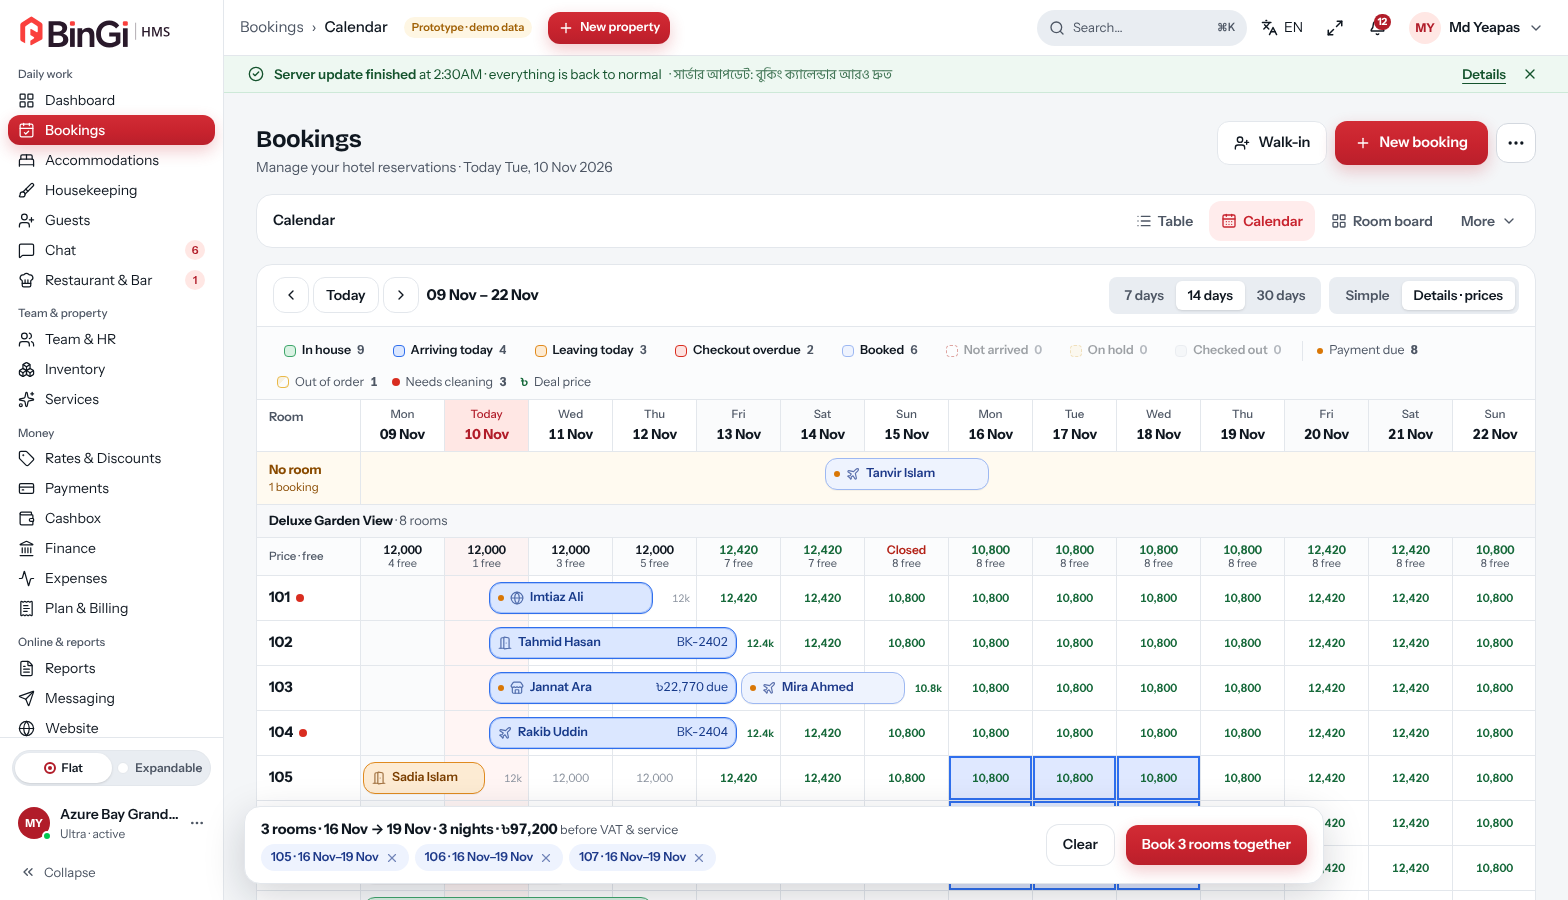 BinGi HMS
Daily work
Dashboard
Bookings
Accommodations
Housekeeping
Guests
Chat 6
Restaurant & Bar 1
Team & property
Team & HR
Inventory
Services
Money
Rates & Discounts
Payments
Cashbox
Finance
Expenses
Plan & Billing
Online & reports
Reports
Messaging
Website
Flat Expandable
MY Azure Bay Grand...
Ultra · active
Collapse
Bookings › Calendar Prototype · demo data New property
Search... ⌘K EN 12 MY Md Yeapas
Server update finished at 2:30AM · everything is back to normal · সার্ভার আপডেট: বুকিং ক্যালেন্ডার আরও দ্রুত Details
Bookings
Manage your hotel reservations · Today Tue, 10 Nov 2026
Walk-in New booking
Calendar Table Calendar Room board More
Today 09 Nov – 22 Nov 7 days 14 days 30 days Simple Details · prices
In house 9 Arriving today 4 Leaving today 3 Checkout overdue 2 Booked 6 Not arrived 0 On hold 0 Checked out 0 Payment due 8
Out of order 1 Needs cleaning 3 ৳ Deal price
Room Mon Today Wed Thu Fri Sat Sun Mon Tue Wed Thu Fri Sat Sun
09 Nov 10 Nov 11 Nov 12 Nov 13 Nov 14 Nov 15 Nov 16 Nov 17 Nov 18 Nov 19 Nov 20 Nov 21 Nov 22 Nov
No room Tanvir Islam
1 booking
Deluxe Garden View · 8 rooms
Price · free 12,000 12,000 12,000 12,000 12,420 12,420 Closed 10,800 10,800 10,800 10,800 12,420 12,420 10,800
4 free 1 free 3 free 5 free 7 free 7 free 8 free 8 free 8 free 8 free 8 free 8 free 8 free 8 free
101 Imtiaz Ali 12k 12,420 12,420 10,800 10,800 10,800 10,800 10,800 12,420 12,420 10,800
102 Tahmid Hasan BK-2402 12.4k 12,420 10,800 10,800 10,800 10,800 10,800 12,420 12,420 10,800
103 Jannat Ara ৳22,770 due Mira Ahmed 10.8k 10,800 10,800 10,800 10,800 12,420 12,420 10,800
104 Rakib Uddin BK-2404 12.4k 12,420 10,800 10,800 10,800 10,800 10,800 12,420 12,420 10,800
105 Sadia Islam 12k 12,000 12,000 12,420 12,420 10,800 10,800 10,800 10,800 10,800 12,420 12,420 10,800
,420 12,420 10,800
,420 12,420 10,800
3 rooms · 16 Nov → 19 Nov · 3 nights · ৳97,200 before VAT & service
105 · 16 Nov–19 Nov 106 · 16 Nov–19 Nov 107 · 16 Nov–19 Nov
Clear Book 3 rooms together